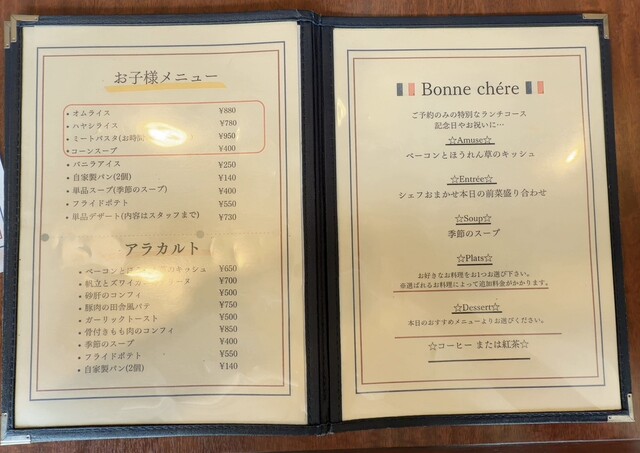 お子様メニュー
・オムライス ¥880
・ハヤシライス ¥780
・ミートパスタ(お時間 ¥950
・コーンスープ ¥400
・バニラアイス ¥250
・自家製パン(2個) ¥140
・単品スープ(季節のスープ) ¥400
・フライドポテト ¥550
・単品デザート(内容はスタッフまで) ¥730
アラカルト
・ベーコンと のキッシュ ¥650
・帆立とズワイガ ーヌ ¥700
・砂肝のコンフィ ¥500
・豚肉の田舎風パテ ¥750
・ガーリックトースト ¥500
・骨付きもも肉のコンフィ ¥850
・季節のスープ ¥400
・フライドポテト ¥550
・自家製パン(2個) ¥140
Bonne chére
ご予約のみの特別なランチコース
記念日やお祝いに…
☆Amuse☆
ベーコンとほうれん草のキッシュ
☆Entrée☆
シェフおまかせ本日の前菜盛り合わせ
☆Soup☆
季節のスープ
☆Plats☆
お好きなお料理をお1つお選び下さい。
※選ばれるお料理によって追加料金がかかります。
☆Dessert☆
本日のおすすめメニューよりお選びください。
☆コーヒー または紅茶☆